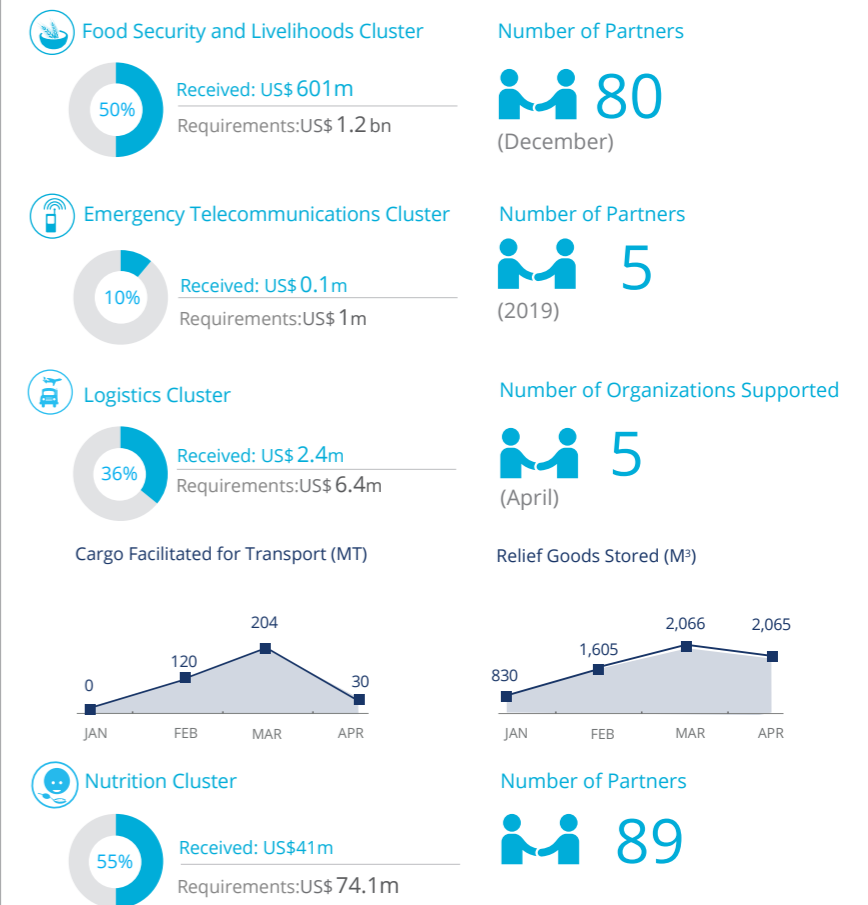 Food Security and Livelihoods Cluster
Number of Partners
50%
Received: US$ 601m
Requirements:US$ 1.2 bn
80
(December)
Emergency Telecommunications Cluster
Number of Partners
10%
Received: US$ 0.1m
Requirements:US$ 1m
5
(2019)
Logistics Cluster
Number of Organizations Supported
36%
Received: US$ 2.4m
Requirements:US$ 6.4m
5
(April)
Cargo Facilitated for Transport (MT)
0
120
204
30
JAN FEB MAR APR
Relief Goods Stored (M³)
830
1,605
2,066
2,065
JAN FEB MAR APR
Nutrition Cluster
Number of Partners
55%
Received: US$41m
Requirements:US$ 74.1m
89